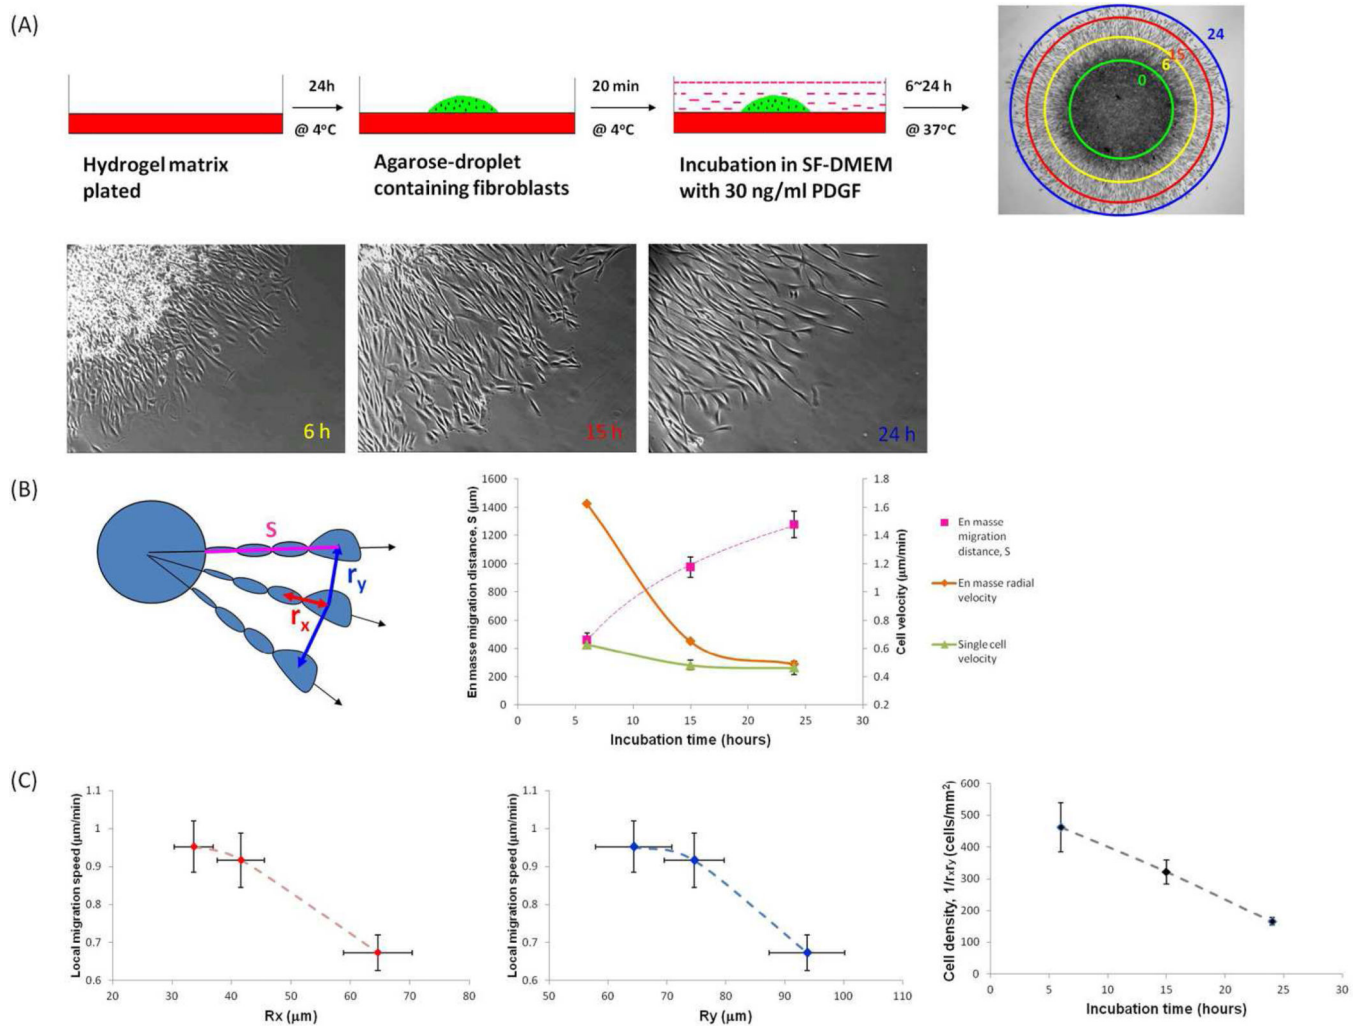 (A)
24h
@ 4°C
20 min
@ 4°C
6~24 h
@ 37°C
24
15
6
0
Hydrogel matrix
plated
Agarose-droplet
containing fibroblasts
Incubation in SF-DMEM
with 30 ng/ml PDGF
6 h
15 h
24 h
(B)
S
ry
rx
En masse migration distance, S (μm)
1600
1400
1200
1000
800
600
400
200
0
0
5
10
15
20
25
30
Incubation time (hours)
1.8
1.6
1.4
1.2
1
0.8
0.6
0.4
0.2
Cell velocity (μm/min)
En masse
migration
distance, S
En masse radial
velocity
Single cell
velocity
(C)
Local migration speed (μm/min)
1.1
1
0.9
0.8
0.7
0.6
20
30
40
50
60
70
80
Rx (μm)
Local migration speed (μm/min)
1.1
1
0.9
0.8
0.7
0.6
50
60
70
80
90
100
110
Ry (μm)
Cell density, 1/rxry (cells/mm²)
600
500
400
300
200
100
0
0
5
10
15
20
25
30
Incubation time (hours)